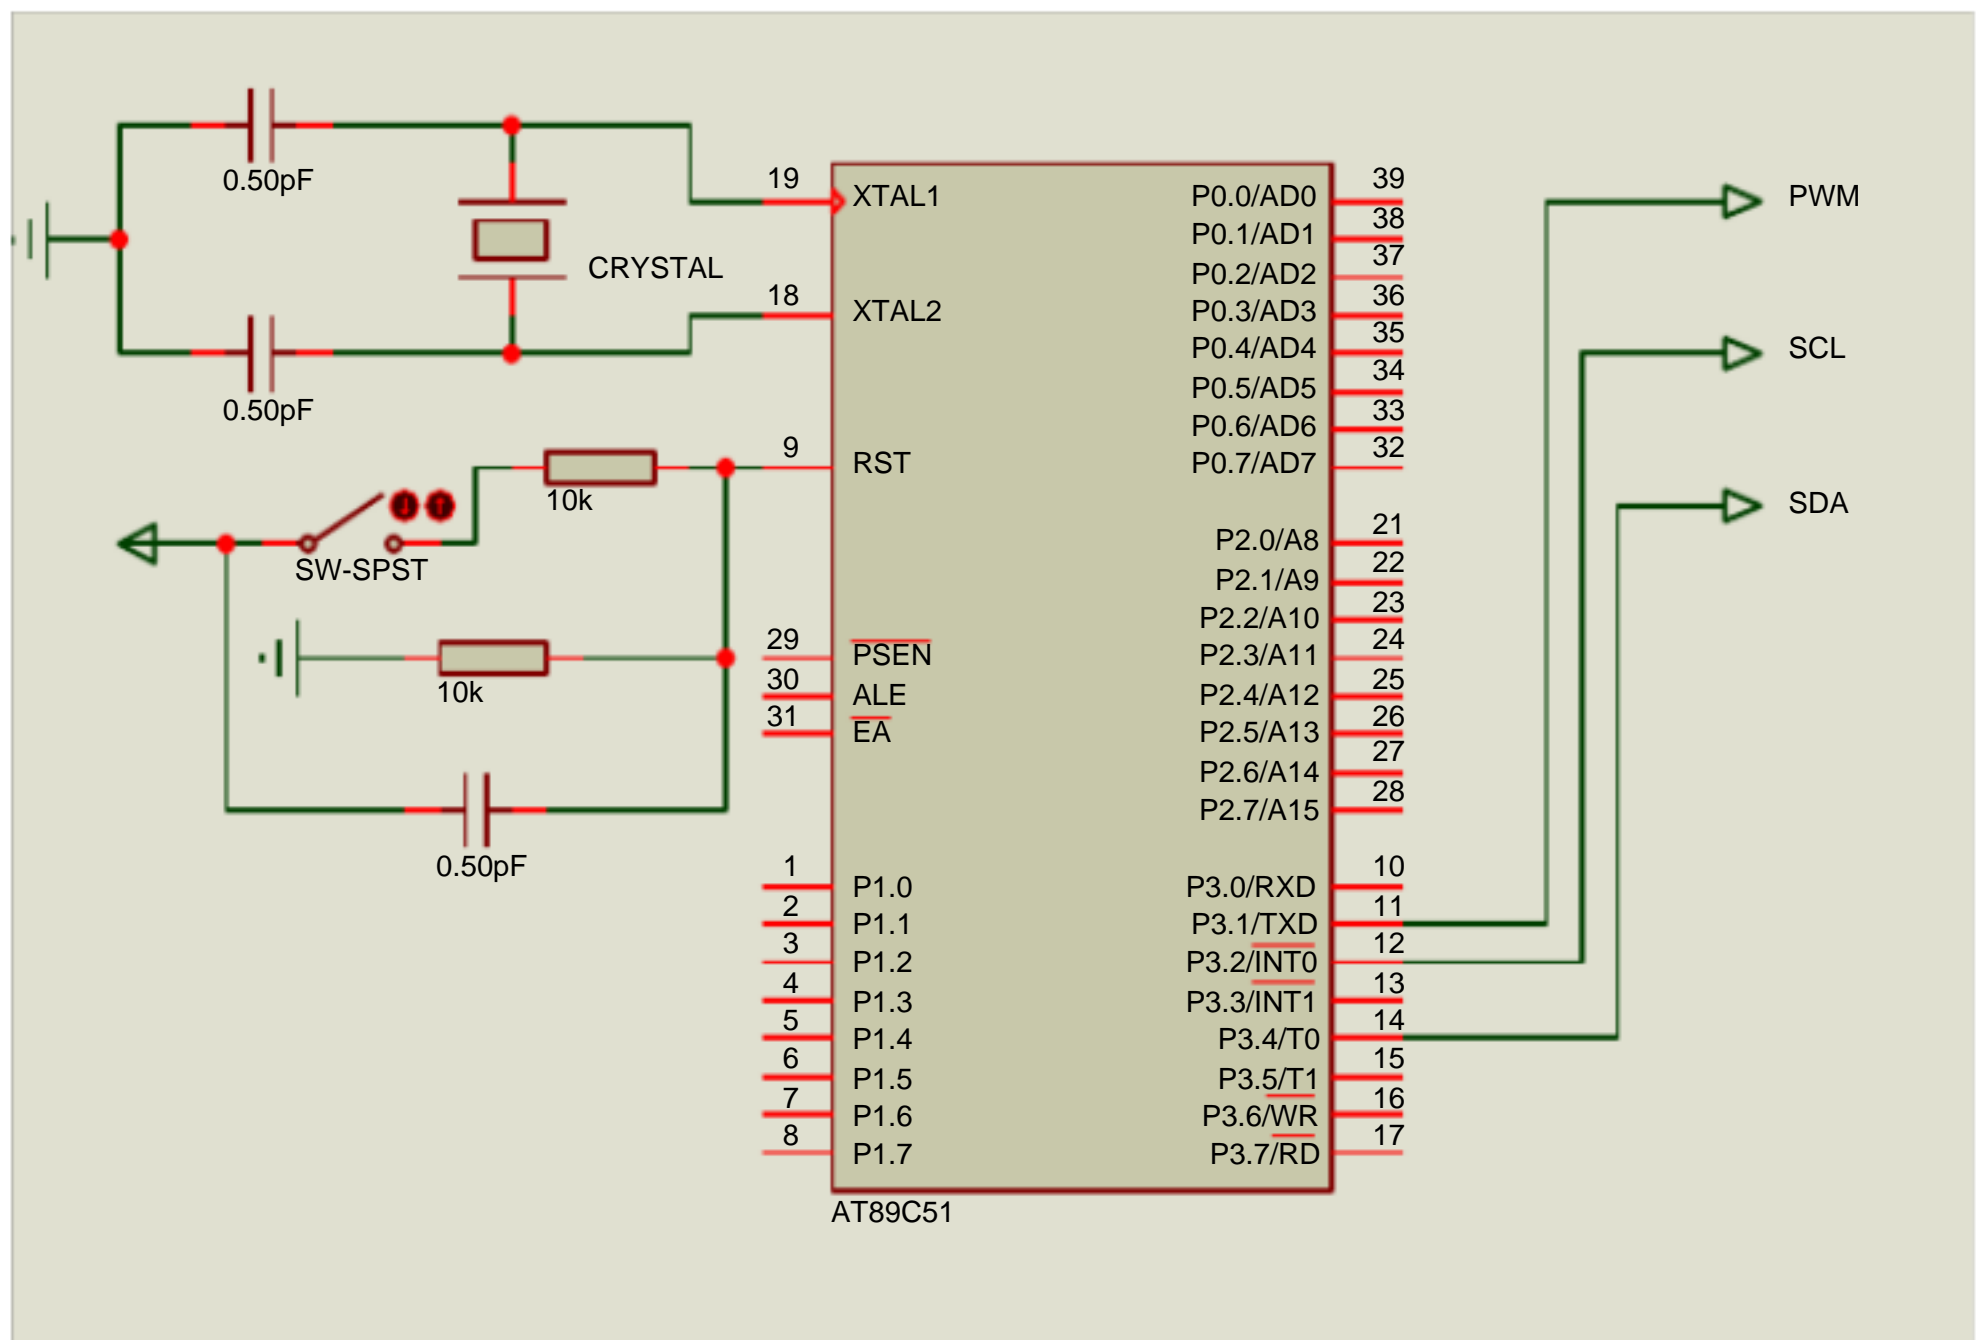 0.50pF
CRYSTAL
0.50pF
10k
SW-SPST
10k
0.50pF
19 XTAL1
18 XTAL2
9 RST
29 PSEN
30 ALE
31 EA
1 P1.0
2 P1.1
3 P1.2
4 P1.3
5 P1.4
6 P1.5
7 P1.6
8 P1.7
P0.0/AD0 39
P0.1/AD1 38
P0.2/AD2 37
P0.3/AD3 36
P0.4/AD4 35
P0.5/AD5 34
P0.6/AD6 33
P0.7/AD7 32
P2.0/A8 21
P2.1/A9 22
P2.2/A10 23
P2.3/A11 24
P2.4/A12 25
P2.5/A13 26
P2.6/A14 27
P2.7/A15 28
P3.0/RXD 10
P3.1/TXD 11
P3.2/INT0 12
P3.3/INT1 13
P3.4/T0 14
P3.5/T1 15
P3.6/WR 16
P3.7/RD 17
AT89C51
PWM
SCL
SDA